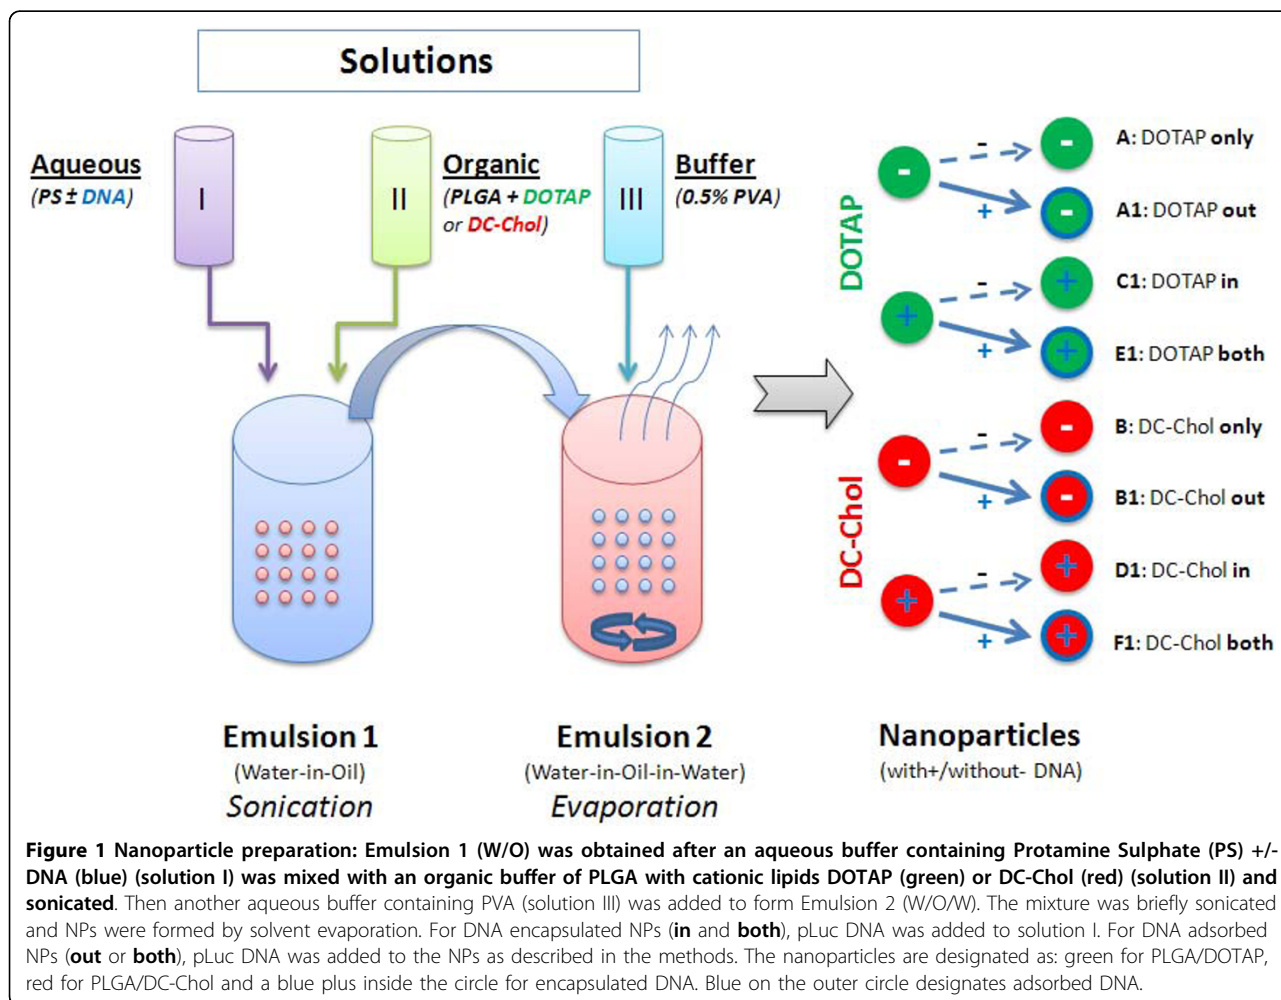 Solutions
Aqueous
(PS ± DNA)
I
II
Organic
(PLGA + DOTAP
or DC-Chol)
III
Buffer
(0.5% PVA)
Emulsion 1
(Water-in-Oil)
Sonication
Emulsion 2
(Water-in-Oil-in-Water)
Evaporation
DOTAP
-
-
-
A: DOTAP only
+
-
A1: DOTAP out
+
-
+
C1: DOTAP in
+
+
E1: DOTAP both
DC-Chol
-
-
-
B: DC-Chol only
+
-
B1: DC-Chol out
+
-
+
D1: DC-Chol in
+
+
F1: DC-Chol both
Nanoparticles
(with+/without- DNA)
Figure 1 Nanoparticle preparation: Emulsion 1 (W/O) was obtained after an aqueous buffer containing Protamine Sulphate (PS) +/-
DNA (blue) (solution I) was mixed with an organic buffer of PLGA with cationic lipids DOTAP (green) or DC-Chol (red) (solution II) and
sonicated. Then another aqueous buffer containing PVA (solution III) was added to form Emulsion 2 (W/O/W). The mixture was briefly sonicated
and NPs were formed by solvent evaporation. For DNA encapsulated NPs (in and both), pLuc DNA was added to solution I. For DNA adsorbed
NPs (out or both), pLuc DNA was added to the NPs as described in the methods. The nanoparticles are designated as: green for PLGA/DOTAP,
red for PLGA/DC-Chol and a blue plus inside the circle for encapsulated DNA. Blue on the outer circle designates adsorbed DNA.